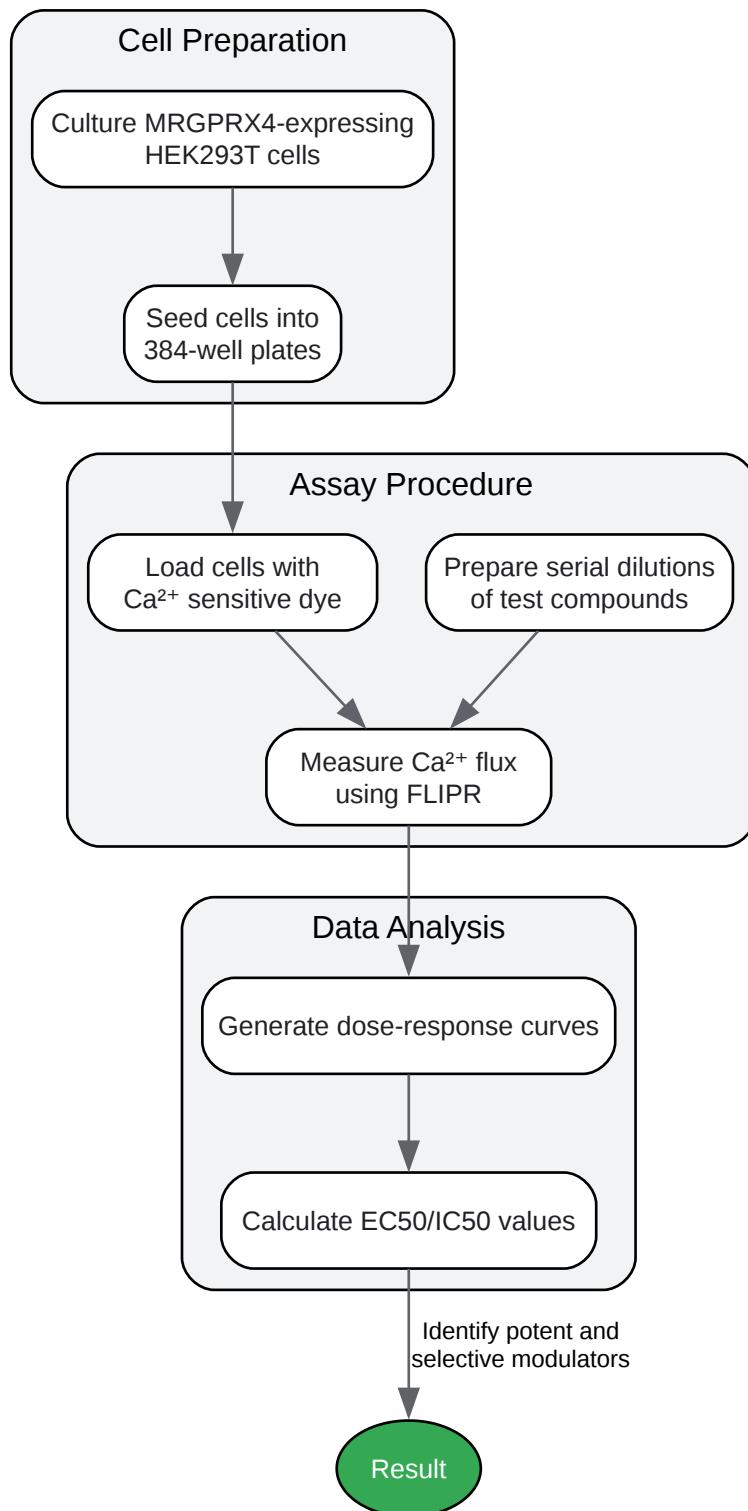 Cell Preparation
Culture MRGPRX4-expressing
HEK293T cells
Seed cells into
384-well plates
Assay Procedure
Load cells with
Ca²⁺ sensitive dye
Prepare serial dilutions
of test compounds
Measure Ca²⁺ flux
using FLIPR
Data Analysis
Generate dose-response curves
Calculate EC50/IC50 values
Identify potent and
selective modulators
Result